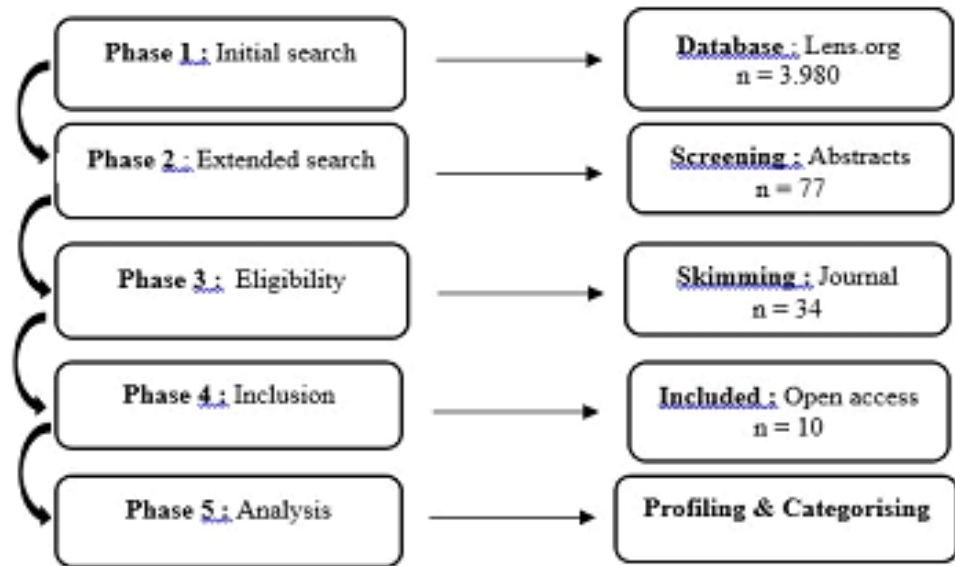 Phase 1 : Initial search
Database : Lens.org
n = 3.980
Phase 2 : Extended search
Screening : Abstracts
n = 77
Phase 3 :  Eligibility
Skimming : Journal
n = 34
Phase 4 : Inclusion
Included : Open access
n = 10
Phase 5 : Analysis
Profiling & Categorising